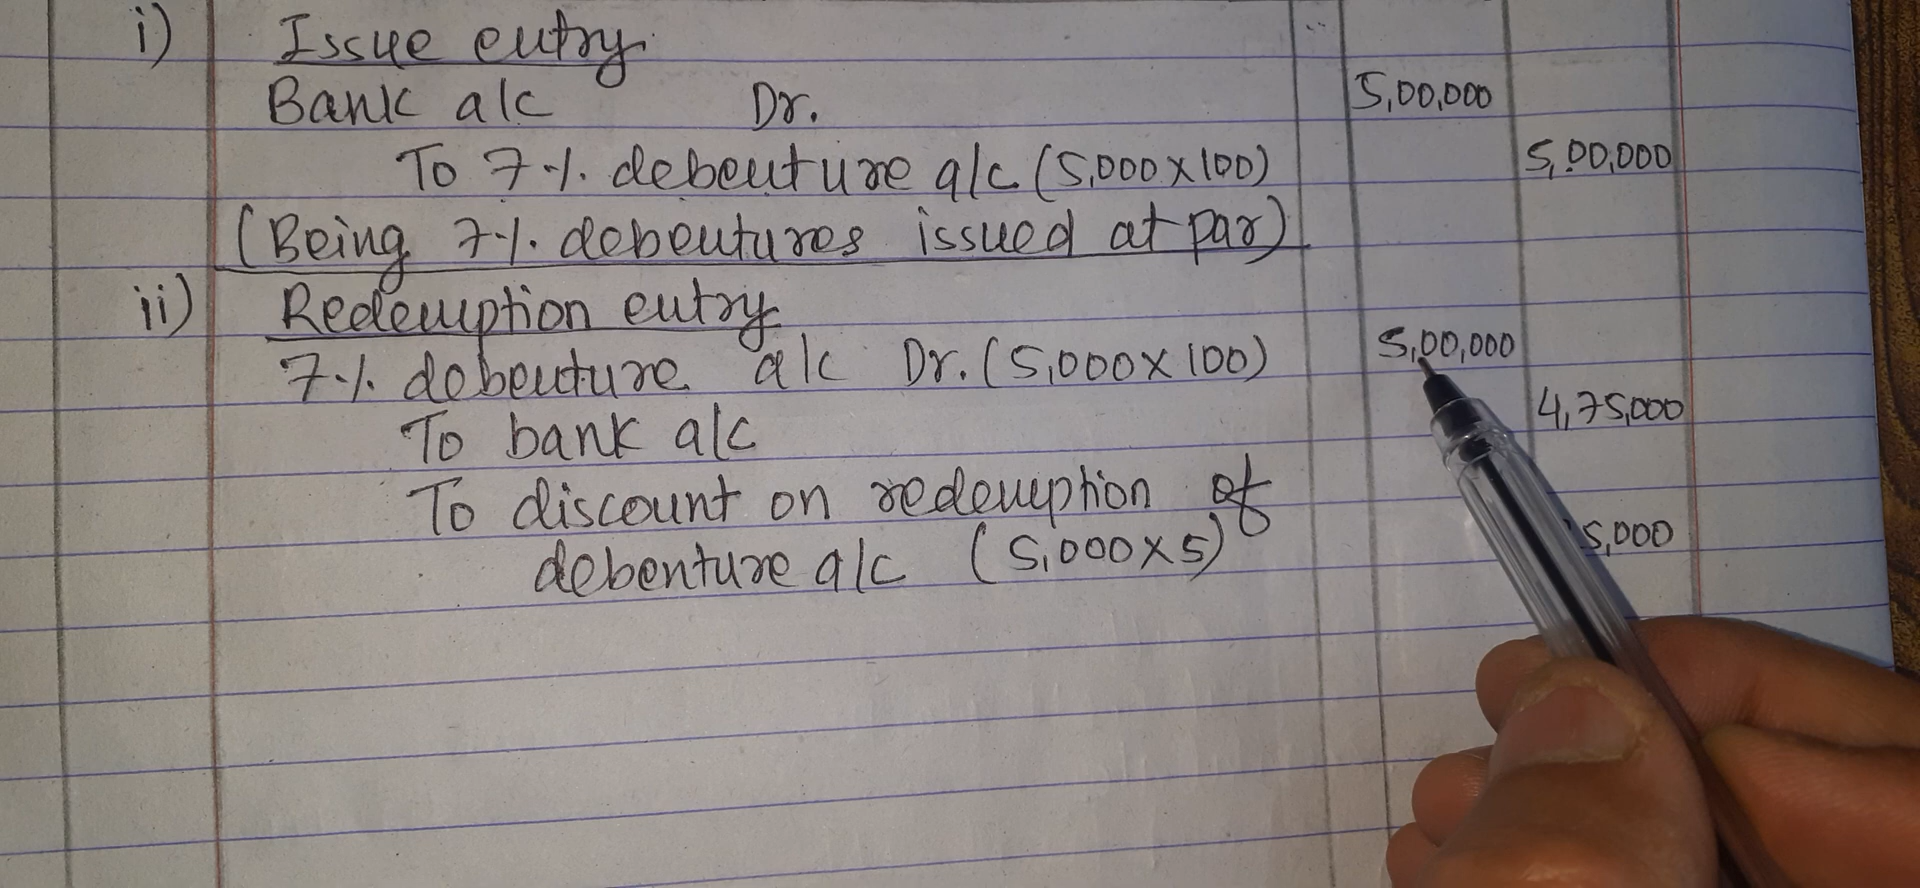 i) Issue entry
Bank a/c Dr. 5,00,000
To 7% debenture a/c (5,000 x 100) 5,00,000
(Being 7% debentures issued at par)
ii) Redemption entry
7% debenture a/c Dr. (5,000 x 100) 5,00,000
To bank a/c 4,75,000
To discount on redemption of
debenture a/c (5,000 x 5) 5,000